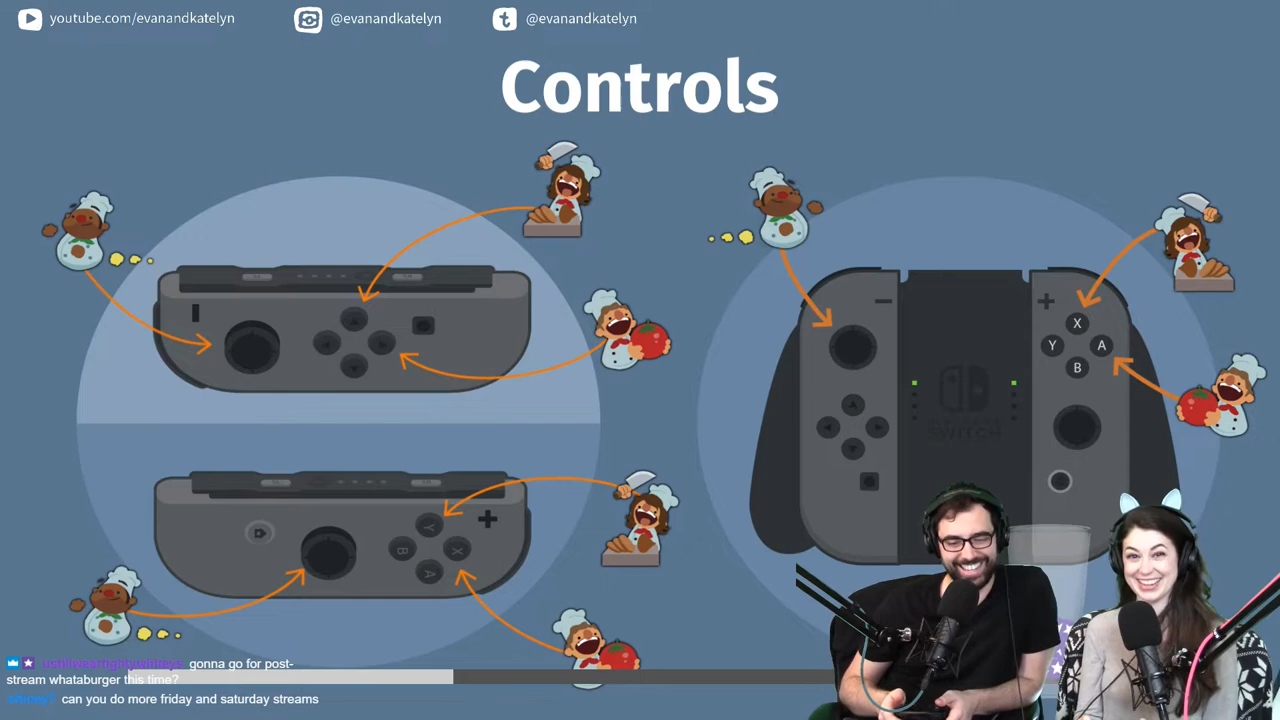 youtube.com/evanandkatelyn
@evanandkatelyn
@evanandkatelyn
Controls
X
Y
A
B
Y
B
X
A
gonna go for post-
stream whataburger this time?
can you do more friday and saturday streams